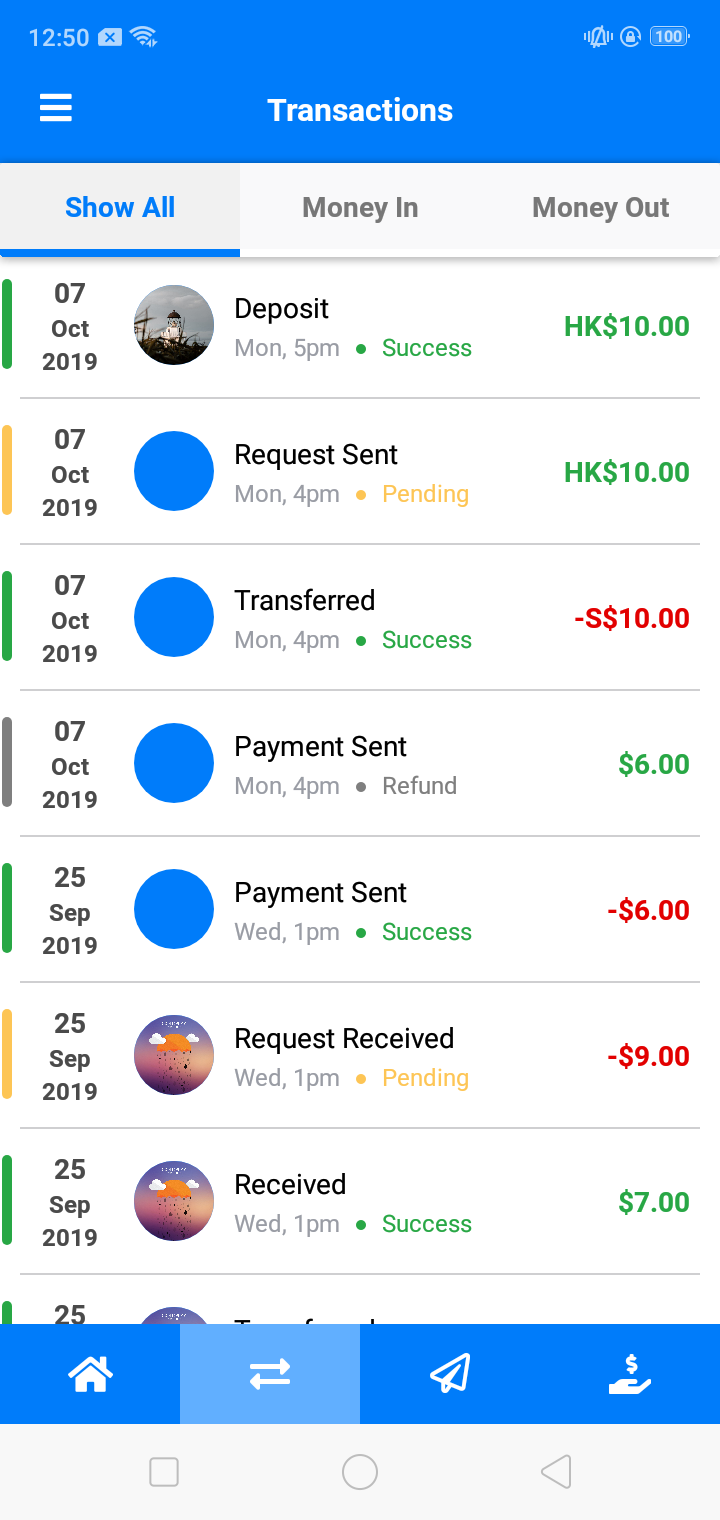 12:50
100
Transactions
Show All
Money In
Money Out
07
Oct
2019
Deposit
Mon, 5pm • Success
HK$10.00
07
Oct
2019
Request Sent
Mon, 4pm • Pending
HK$10.00
07
Oct
2019
Transferred
Mon, 4pm • Success
-S$10.00
07
Oct
2019
Payment Sent
Mon, 4pm • Refund
$6.00
25
Sep
2019
Payment Sent
Wed, 1pm • Success
-$6.00
25
Sep
2019
Request Received
Wed, 1pm • Pending
-$9.00
25
Sep
2019
Received
Wed, 1pm • Success
$7.00
25